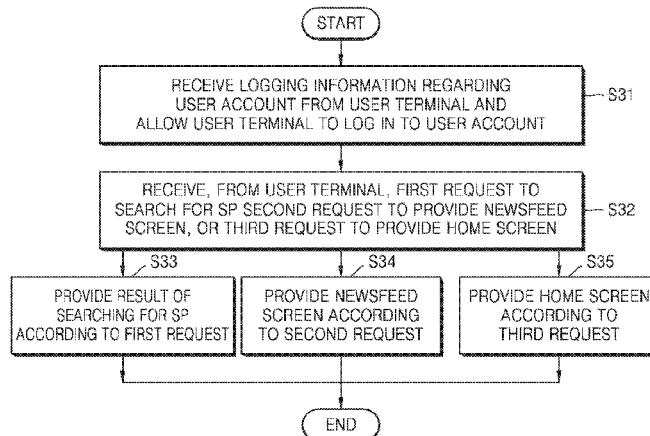 START
RECEIVE LOGGING INFORMATION REGARDING
USER ACCOUNT FROM USER TERMINAL AND
ALLOW USER TERMINAL TO LOG IN TO USER ACCOUNT
S31
RECEIVE, FROM USER TERMINAL, FIRST REQUEST TO
SEARCH FOR SP SECOND REQUEST TO PROVIDE NEWSFEED
SCREEN, OR THIRD REQUEST TO PROVIDE HOME SCREEN
S32
S33
PROVIDE RESULT OF
SEARCHING FOR SP
ACCORDING TO FIRST REQUEST
S34
PROVIDE NEWSFEED
SCREEN ACCORDING
TO SECOND REQUEST
S35
PROVIDE HOME SCREEN
ACCORDING TO
THIRD REQUEST
END